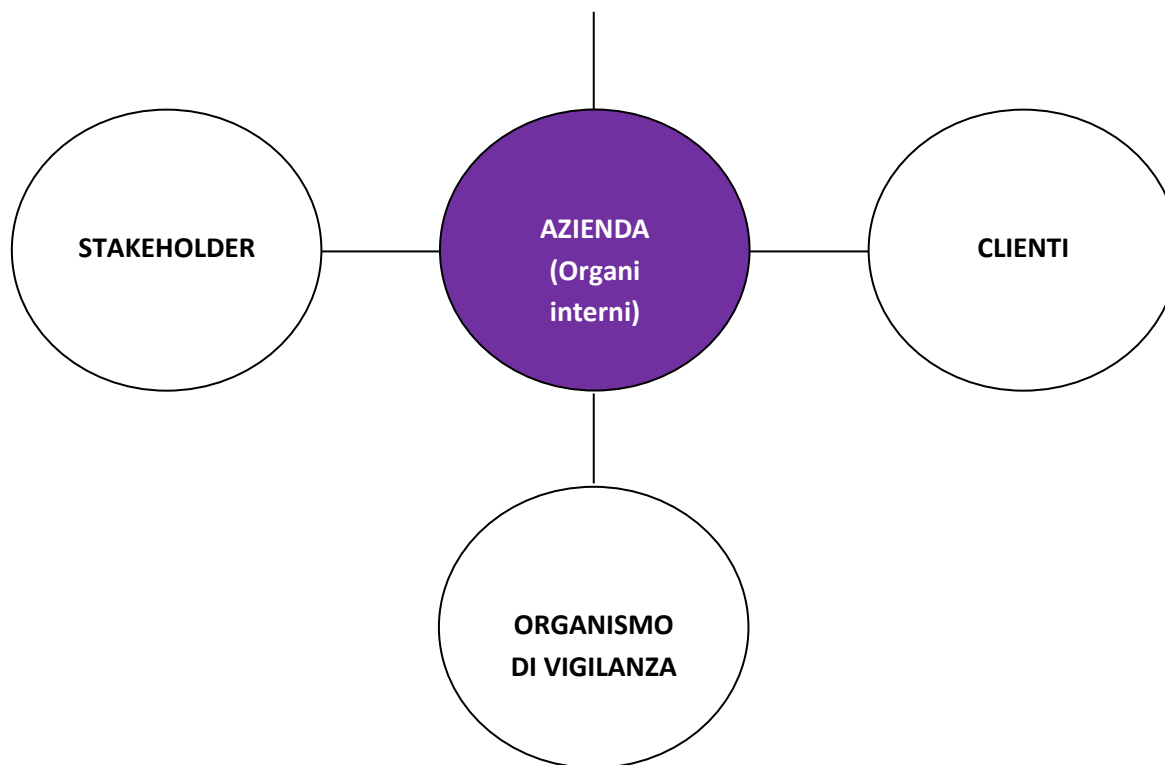 STAKEHOLDER
AZIENDA
(Organi
interni)
CLIENTI
ORGANISMO
DI VIGILANZA